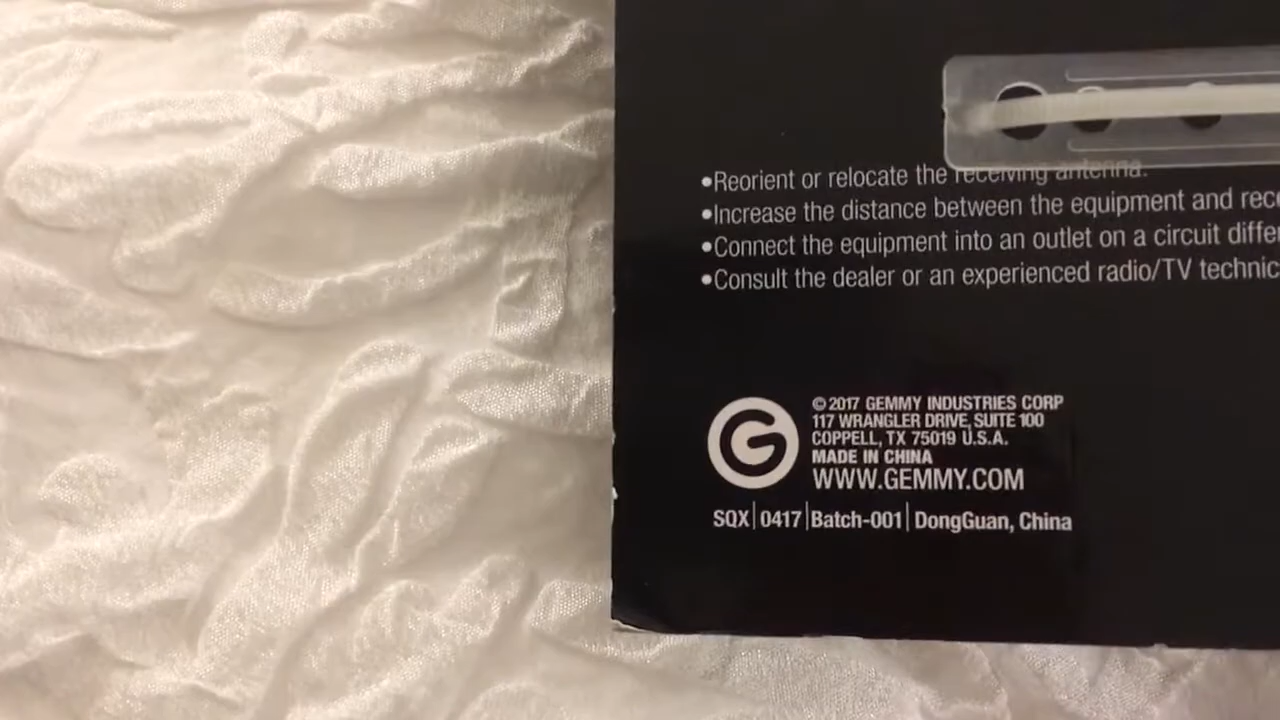 •Reorient or relocate the receiving antenna.
•Increase the distance between the equipment and
•Connect the equipment into an outlet on a circuit
•Consult the dealer or an experienced radio/TV
© 2017 GEMMY INDUSTRIES CORP
117 WRANGLER DRIVE, SUITE 100
COPPELL, TX 75019 U.S.A.
MADE IN CHINA
WWW.GEMMY.COM
SQX | 0417 | Batch-001 | DongGuan, China